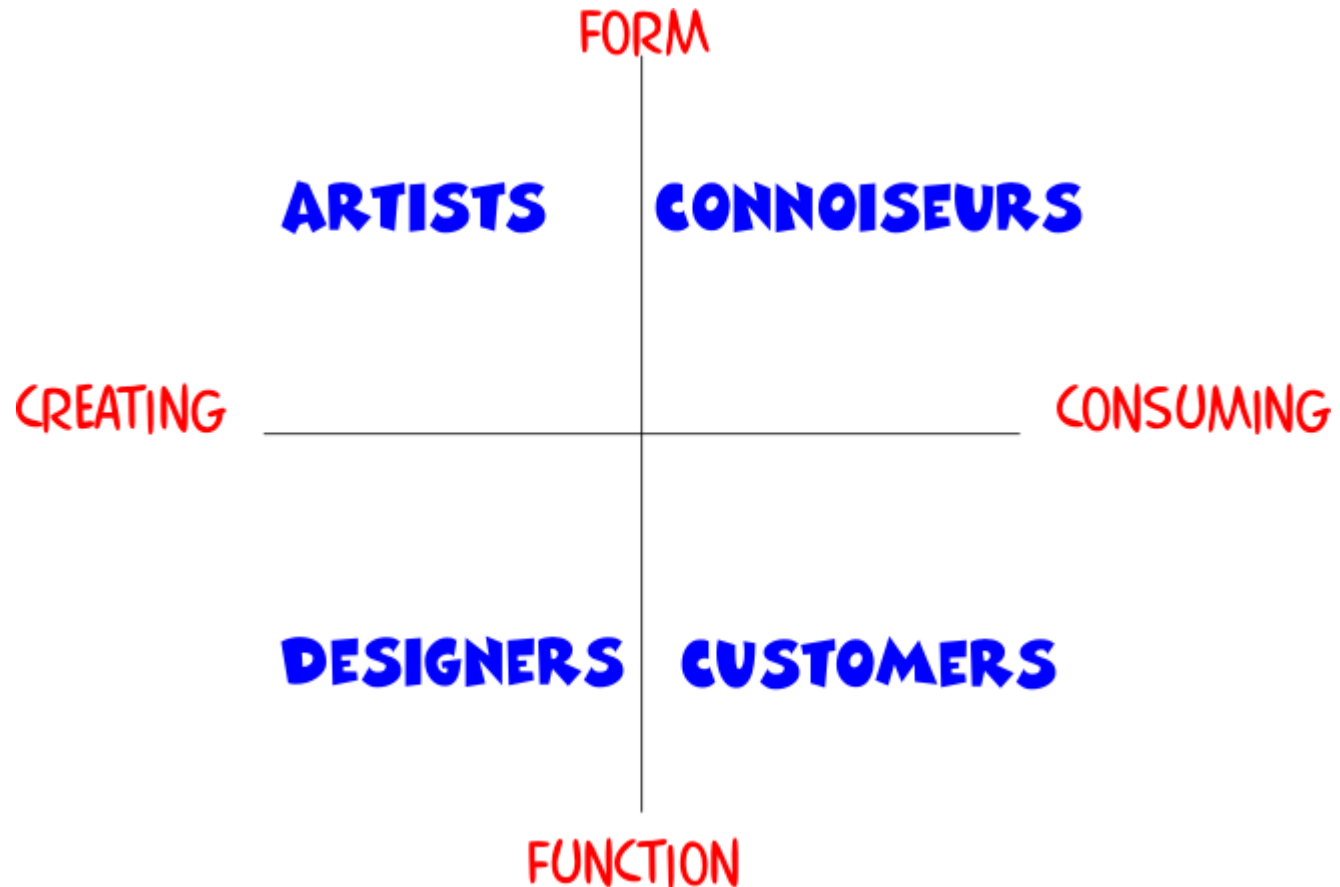 FORM
ARTISTS CONNOISEURS
CREATING CONSUMING
DESIGNERS CUSTOMERS
FUNCTION